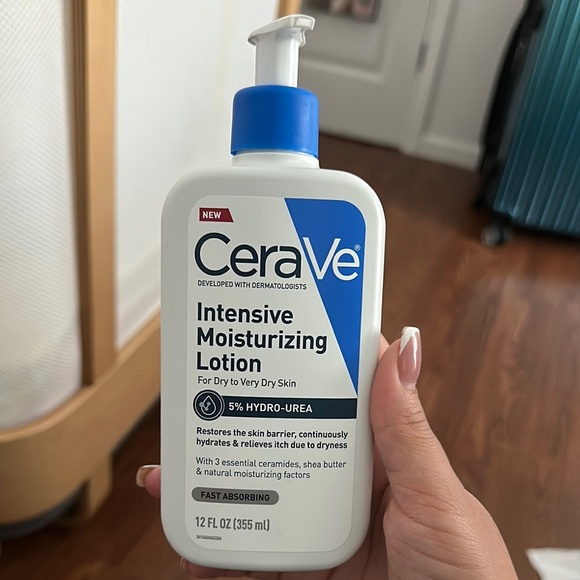 NEW
CeraVe®
DEVELOPED WITH DERMATOLOGISTS
Intensive
Moisturizing
Lotion
For Dry to Very Dry Skin
5% HYDRO-UREA
Restores the skin barrier, continuously
hydrates & relieves itch due to dryness
With 3 essential ceramides, shea butter
& natural moisturizing factors
FAST ABSORBING
12 FL OZ (355 ml)